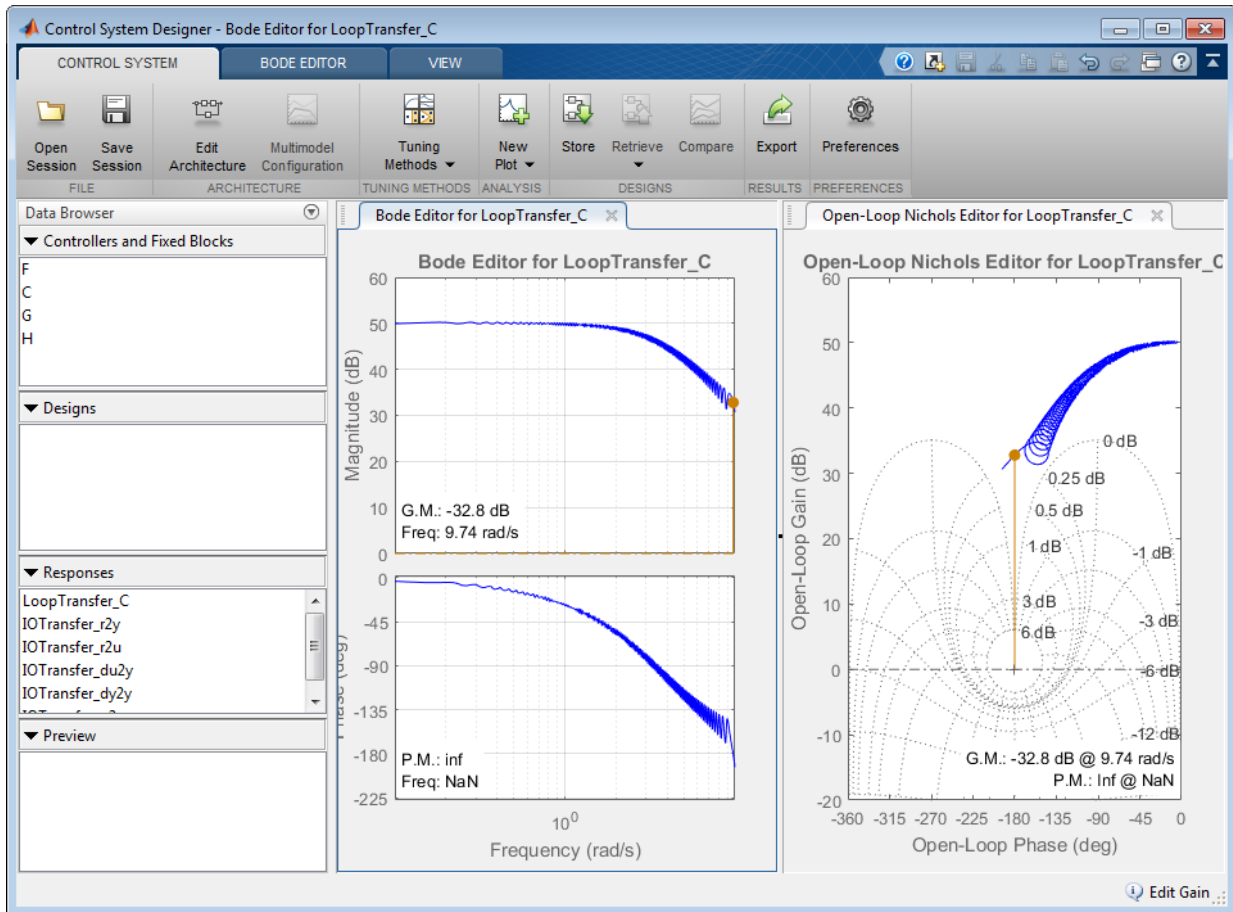 Control System Designer - Bode Editor for LoopTransfer_C
CONTROL SYSTEM BODE EDITOR VIEW
Open Session
Save Session
Edit Architecture
Multimodel Configuration
Tuning Methods
New Plot
Store
Retrieve
Compare
Export
Preferences
FILE ARCHITECTURE TUNING METHODS ANALYSIS DESIGNS RESULTS PREFERENCES
Data Browser
Controllers and Fixed Blocks
F
C
G
H
Designs
Responses
LoopTransfer_C
IOTransfer_r2y
IOTransfer_r2u
IOTransfer_du2y
IOTransfer_dy2y
Preview
Bode Editor for LoopTransfer_C
Bode Editor for LoopTransfer_C
Magnitude (dB)
60
50
40
30
20
10
0
G.M.: -32.8 dB
Freq: 9.74 rad/s
Phase (deg)
0
-45
-90
-135
-180
-225
P.M.: inf
Freq: NaN
10^0
Frequency (rad/s)
Open-Loop Nichols Editor for LoopTransfer_C
Open-Loop Nichols Editor for LoopTransfer_C
Open-Loop Gain (dB)
60
50
40
30
20
10
0
-10
-20
0 dB
0.25 dB
0.5 dB
1 dB
-1 dB
3 dB
-3 dB
6 dB
-6 dB
-12 dB
G.M.: -32.8 dB @ 9.74 rad/s
P.M.: Inf @ NaN
-360 -315 -270 -225 -180 -135 -90 -45 0
Open-Loop Phase (deg)
Edit Gain